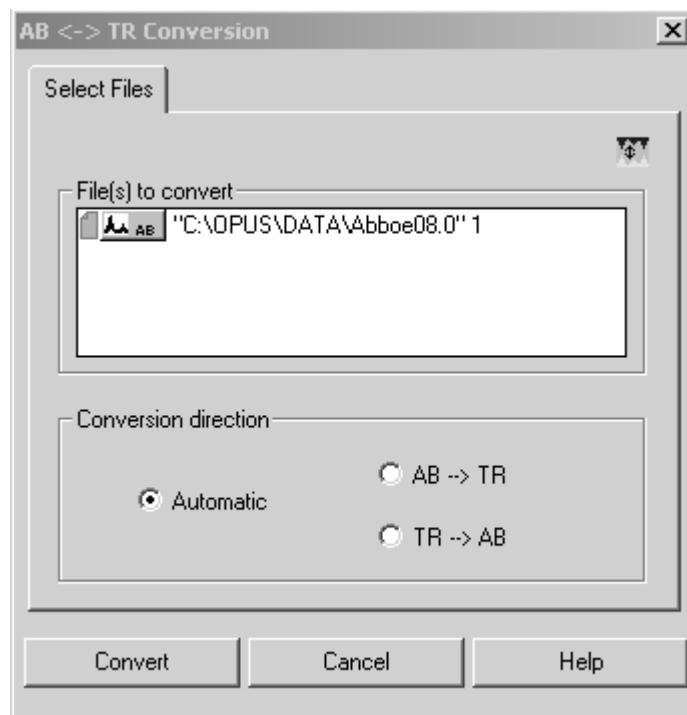 AB <-> TR Conversion
Select Files
File(s) to convert
AB "C:\OPUS\DATA\Abboe08.0" 1
Conversion direction
AB --> TR
Automatic
TR --> AB
Convert Cancel Help